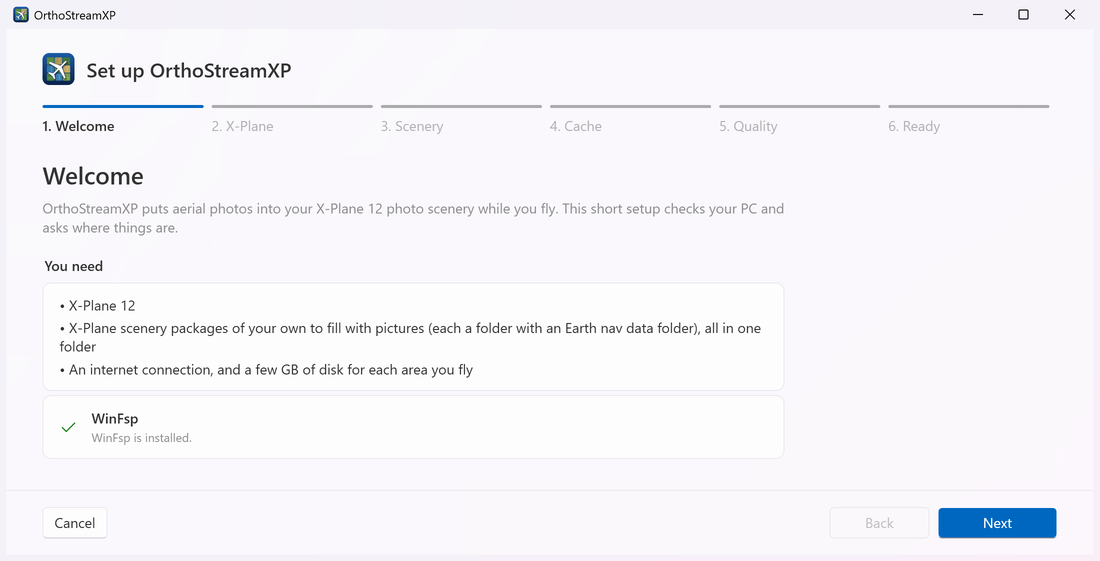 OrthoStreamXP
Set up OrthoStreamXP
1. Welcome
2. X-Plane
3. Scenery
4. Cache
5. Quality
6. Ready
Welcome
OrthoStreamXP puts aerial photos into your X-Plane 12 photo scenery while you fly. This short setup checks your PC and
asks where things are.
You need
• X-Plane 12
• X-Plane scenery packages of your own to fill with pictures (each a folder with an Earth nav data folder), all in one
folder
• An internet connection, and a few GB of disk for each area you fly
WinFsp
WinFsp is installed.
Cancel
Back
Next